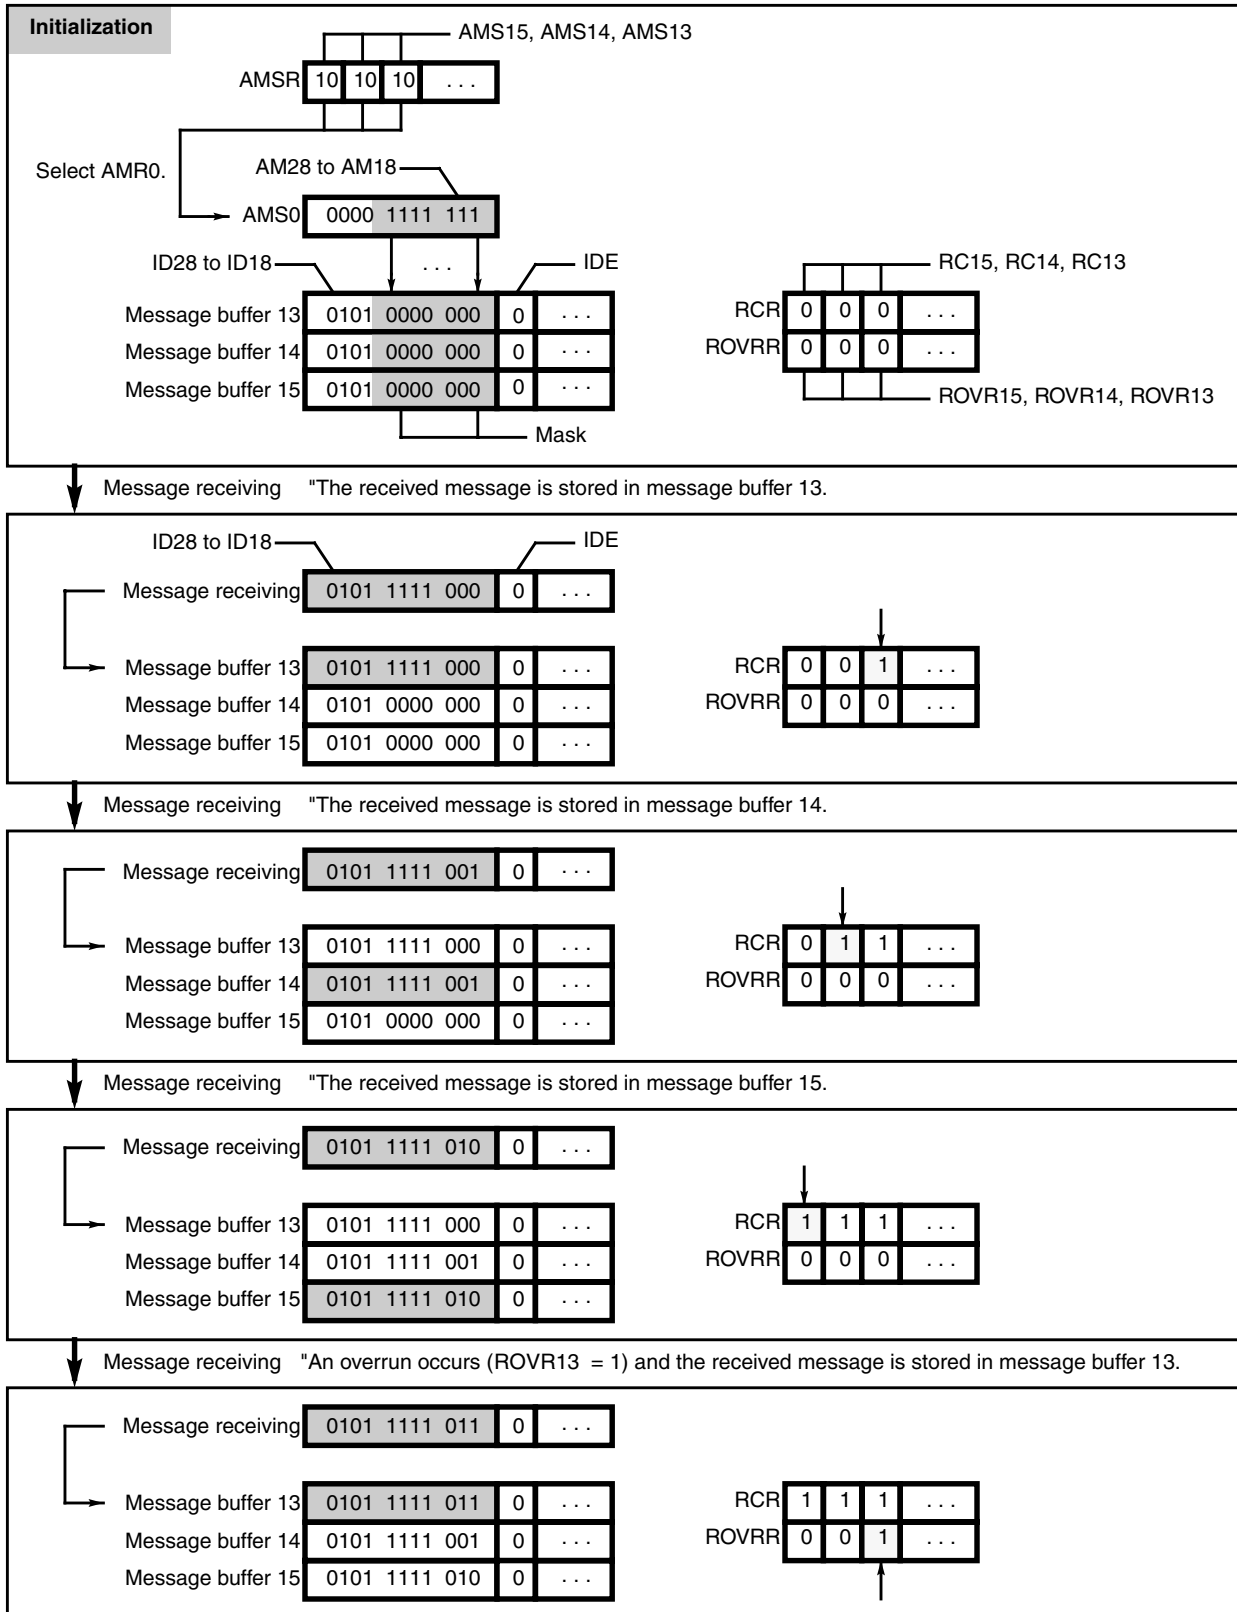 Initialization
AMS15, AMS14, AMS13
AMSR 10 10 10 . . .
Select AMR0.
AM28 to AM18
AMS0 0000 1111 111
ID28 to ID18 . . . IDE RC15, RC14, RC13
Message buffer 13 0101 0000 000 0 . . . RCR 0 0 0 . . .
Message buffer 14 0101 0000 000 0 . . . ROVRR 0 0 0 . . .
Message buffer 15 0101 0000 000 0 . . .
ROVR15, ROVR14, ROVR13
Mask
Message receiving "The received message is stored in message buffer 13.
ID28 to ID18 IDE
Message receiving 0101 1111 000 0 . . .
Message buffer 13 0101 1111 000 0 . . . RCR 0 0 1 . . .
Message buffer 14 0101 0000 000 0 . . . ROVRR 0 0 0 . . .
Message buffer 15 0101 0000 000 0 . . .
Message receiving "The received message is stored in message buffer 14.
Message receiving 0101 1111 001 0 . . .
Message buffer 13 0101 1111 000 0 . . . RCR 0 1 1 . . .
Message buffer 14 0101 1111 001 0 . . . ROVRR 0 0 0 . . .
Message buffer 15 0101 0000 000 0 . . .
Message receiving "The received message is stored in message buffer 15.
Message receiving 0101 1111 010 0 . . .
Message buffer 13 0101 1111 000 0 . . . RCR 1 1 1 . . .
Message buffer 14 0101 1111 001 0 . . . ROVRR 0 0 0 . . .
Message buffer 15 0101 1111 010 0 . . .
Message receiving "An overrun occurs (ROVR13 = 1) and the received message is stored in message buffer 13.
Message receiving 0101 1111 011 0 . . .
Message buffer 13 0101 1111 011 0 . . . RCR 1 1 1 . . .
Message buffer 14 0101 1111 001 0 . . . ROVRR 0 0 1 . . .
Message buffer 15 0101 1111 010 0 . . .